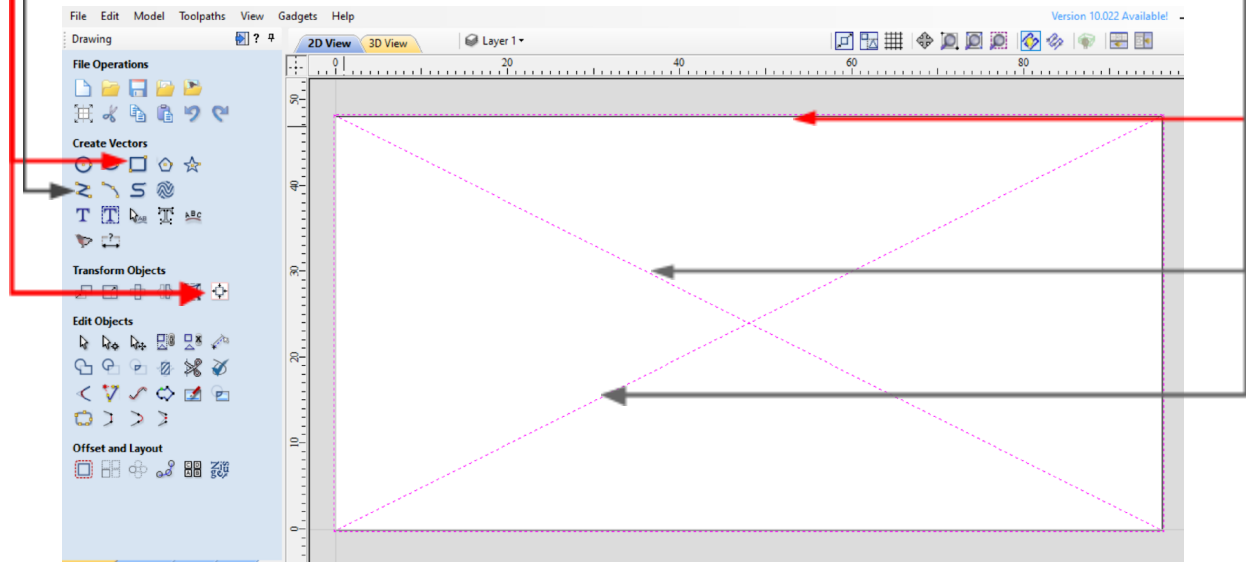 File Edit Model Toolpaths View Gadgets Help Version 10.022 Available!
Drawing ? 2D View 3D View Layer 1
File Operations
0 20 40 60 80
50
Create Vectors
40
T T AB T ABC
?
30
Transform Objects
Edit Objects
20
10
Offset and Layout
0